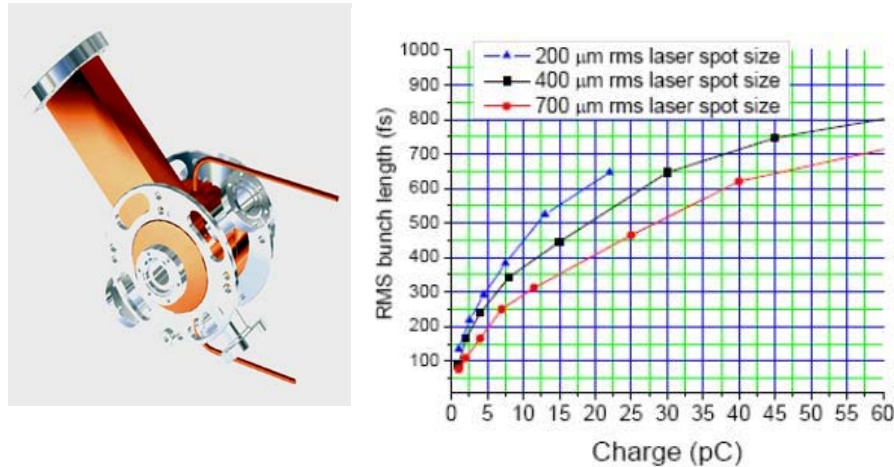 200 μm rms laser spot size
400 μm rms laser spot size
700 μm rms laser spot size
RMS bunch length (fs)
1000
900
800
700
600
500
400
300
200
100
0 5 10 15 20 25 30 35 40 45 50 55 60
Charge (pC)